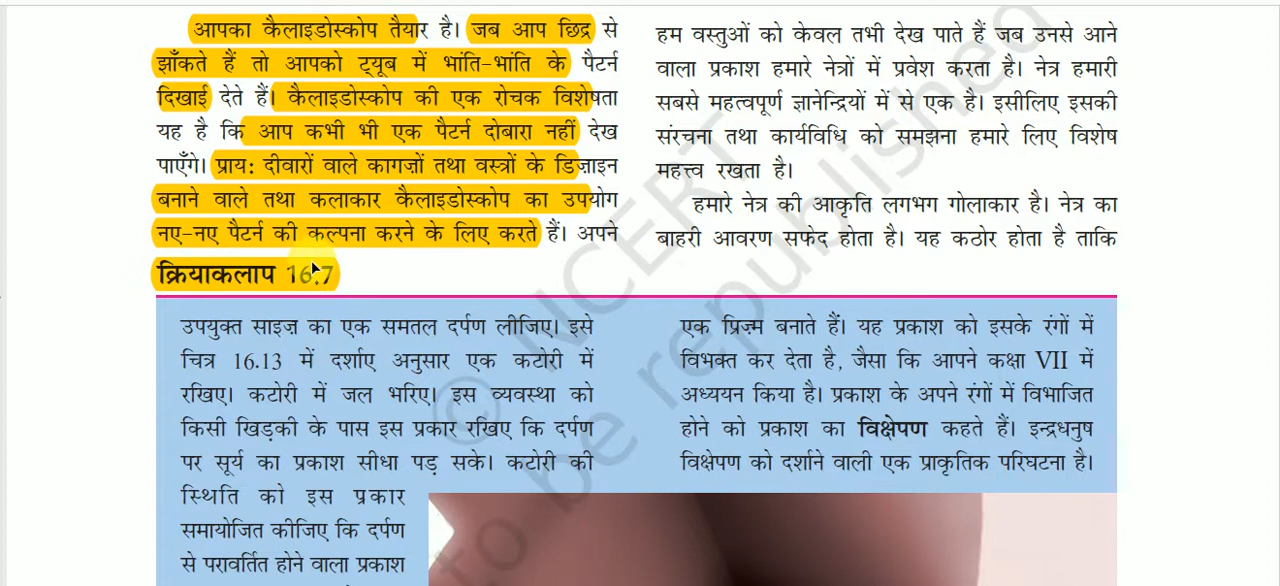 आपका कैलाइडोस्कोप तैयार है। जब आप छिद्र से
झाँकते हैं तो आपको ट्यूब में भांति-भांति के पैटर्न
दिखाई देते हैं। कैलाइडोस्कोप की एक रोचक विशेषता
यह है कि आप कभी भी एक पैटर्न दोबारा नहीं देख
पाएँगे। प्राय: दीवारों वाले कागज़ों तथा वस्त्रों के डिज़ाइन
बनाने वाले तथा कलाकार कैलाइडोस्कोप का उपयोग
नए-नए पैटर्न की कल्पना करने के लिए करते हैं। अपने
हम वस्तुओं को केवल तभी देख पाते हैं जब उनसे आने
वाला प्रकाश हमारे नेत्रों में प्रवेश करता है। नेत्र हमारी
सबसे महत्वपूर्ण ज्ञानेन्द्रियों में से एक है। इसीलिए इसकी
संरचना तथा कार्यविधि को समझना हमारे लिए विशेष
महत्त्व रखता है।
हमारे नेत्र की आकृति लगभग गोलाकार है। नेत्र का
बाहरी आवरण सफेद होता है। यह कठोर होता है ताकि
क्रियाकलाप 16.7
उपयुक्त साइज़ का एक समतल दर्पण लीजिए। इसे
चित्र 16.13 में दर्शाए अनुसार एक कटोरी में
रखिए। कटोरी में जल भरिए। इस व्यवस्था को
किसी खिड़की के पास इस प्रकार रखिए कि दर्पण
पर सूर्य का प्रकाश सीधा पड़ सके। कटोरी की
स्थिति को इस प्रकार
समायोजित कीजिए कि दर्पण
से परावर्तित होने वाला प्रकाश
एक प्रिज़्म बनाते हैं। यह प्रकाश को इसके रंगों में
विभक्त कर देता है, जैसा कि आपने कक्षा VII में
अध्ययन किया है। प्रकाश के अपने रंगों में विभाजित
होने को प्रकाश का विक्षेपण कहते हैं। इन्द्रधनुष
विक्षेपण को दर्शाने वाली एक प्राकृतिक परिघटना है।
© NCERT
to be republished